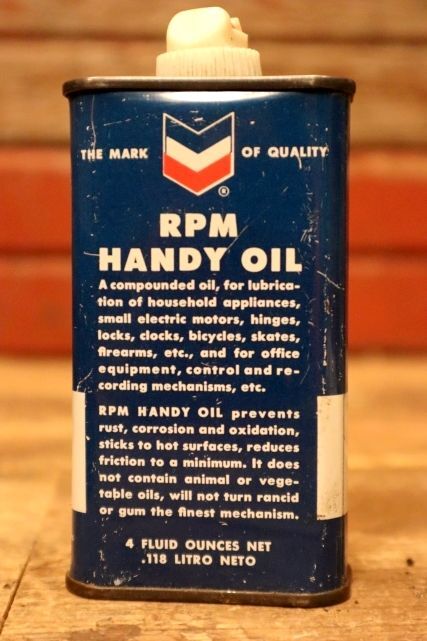 THE MARK OF QUALITY
®
RPM
HANDY OIL
A compounded oil, for lubrica-
tion of household appliances,
small electric motors, hinges,
locks, clocks, bicycles, skates,
firearms, etc., and for office
equipment, control and re-
cording mechanisms, etc.
RPM HANDY OIL prevents
rust, corrosion and oxidation,
sticks to hot surfaces, reduces
friction to a minimum. It does
not contain animal or vege-
table oils, will not turn rancid
or gum the finest mechanism.
4 FLUID OUNCES NET
.118 LITRO NETO